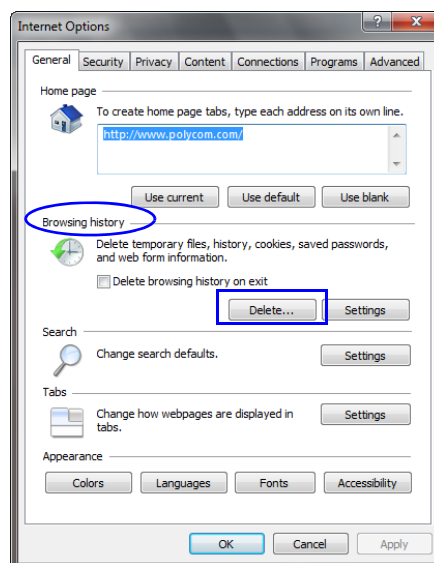 Internet Options
General Security Privacy Content Connections Programs Advanced
Home page
To create home page tabs, type each address on its own line.
http://www.polycom.com/
Use current Use default Use blank
Browsing history
Delete temporary files, history, cookies, saved passwords,
and web form information.
Delete browsing history on exit
Delete... Settings
Search
Change search defaults. Settings
Tabs
Change how webpages are displayed in Settings
tabs.
Appearance
Colors Languages Fonts Accessibility
OK Cancel Apply